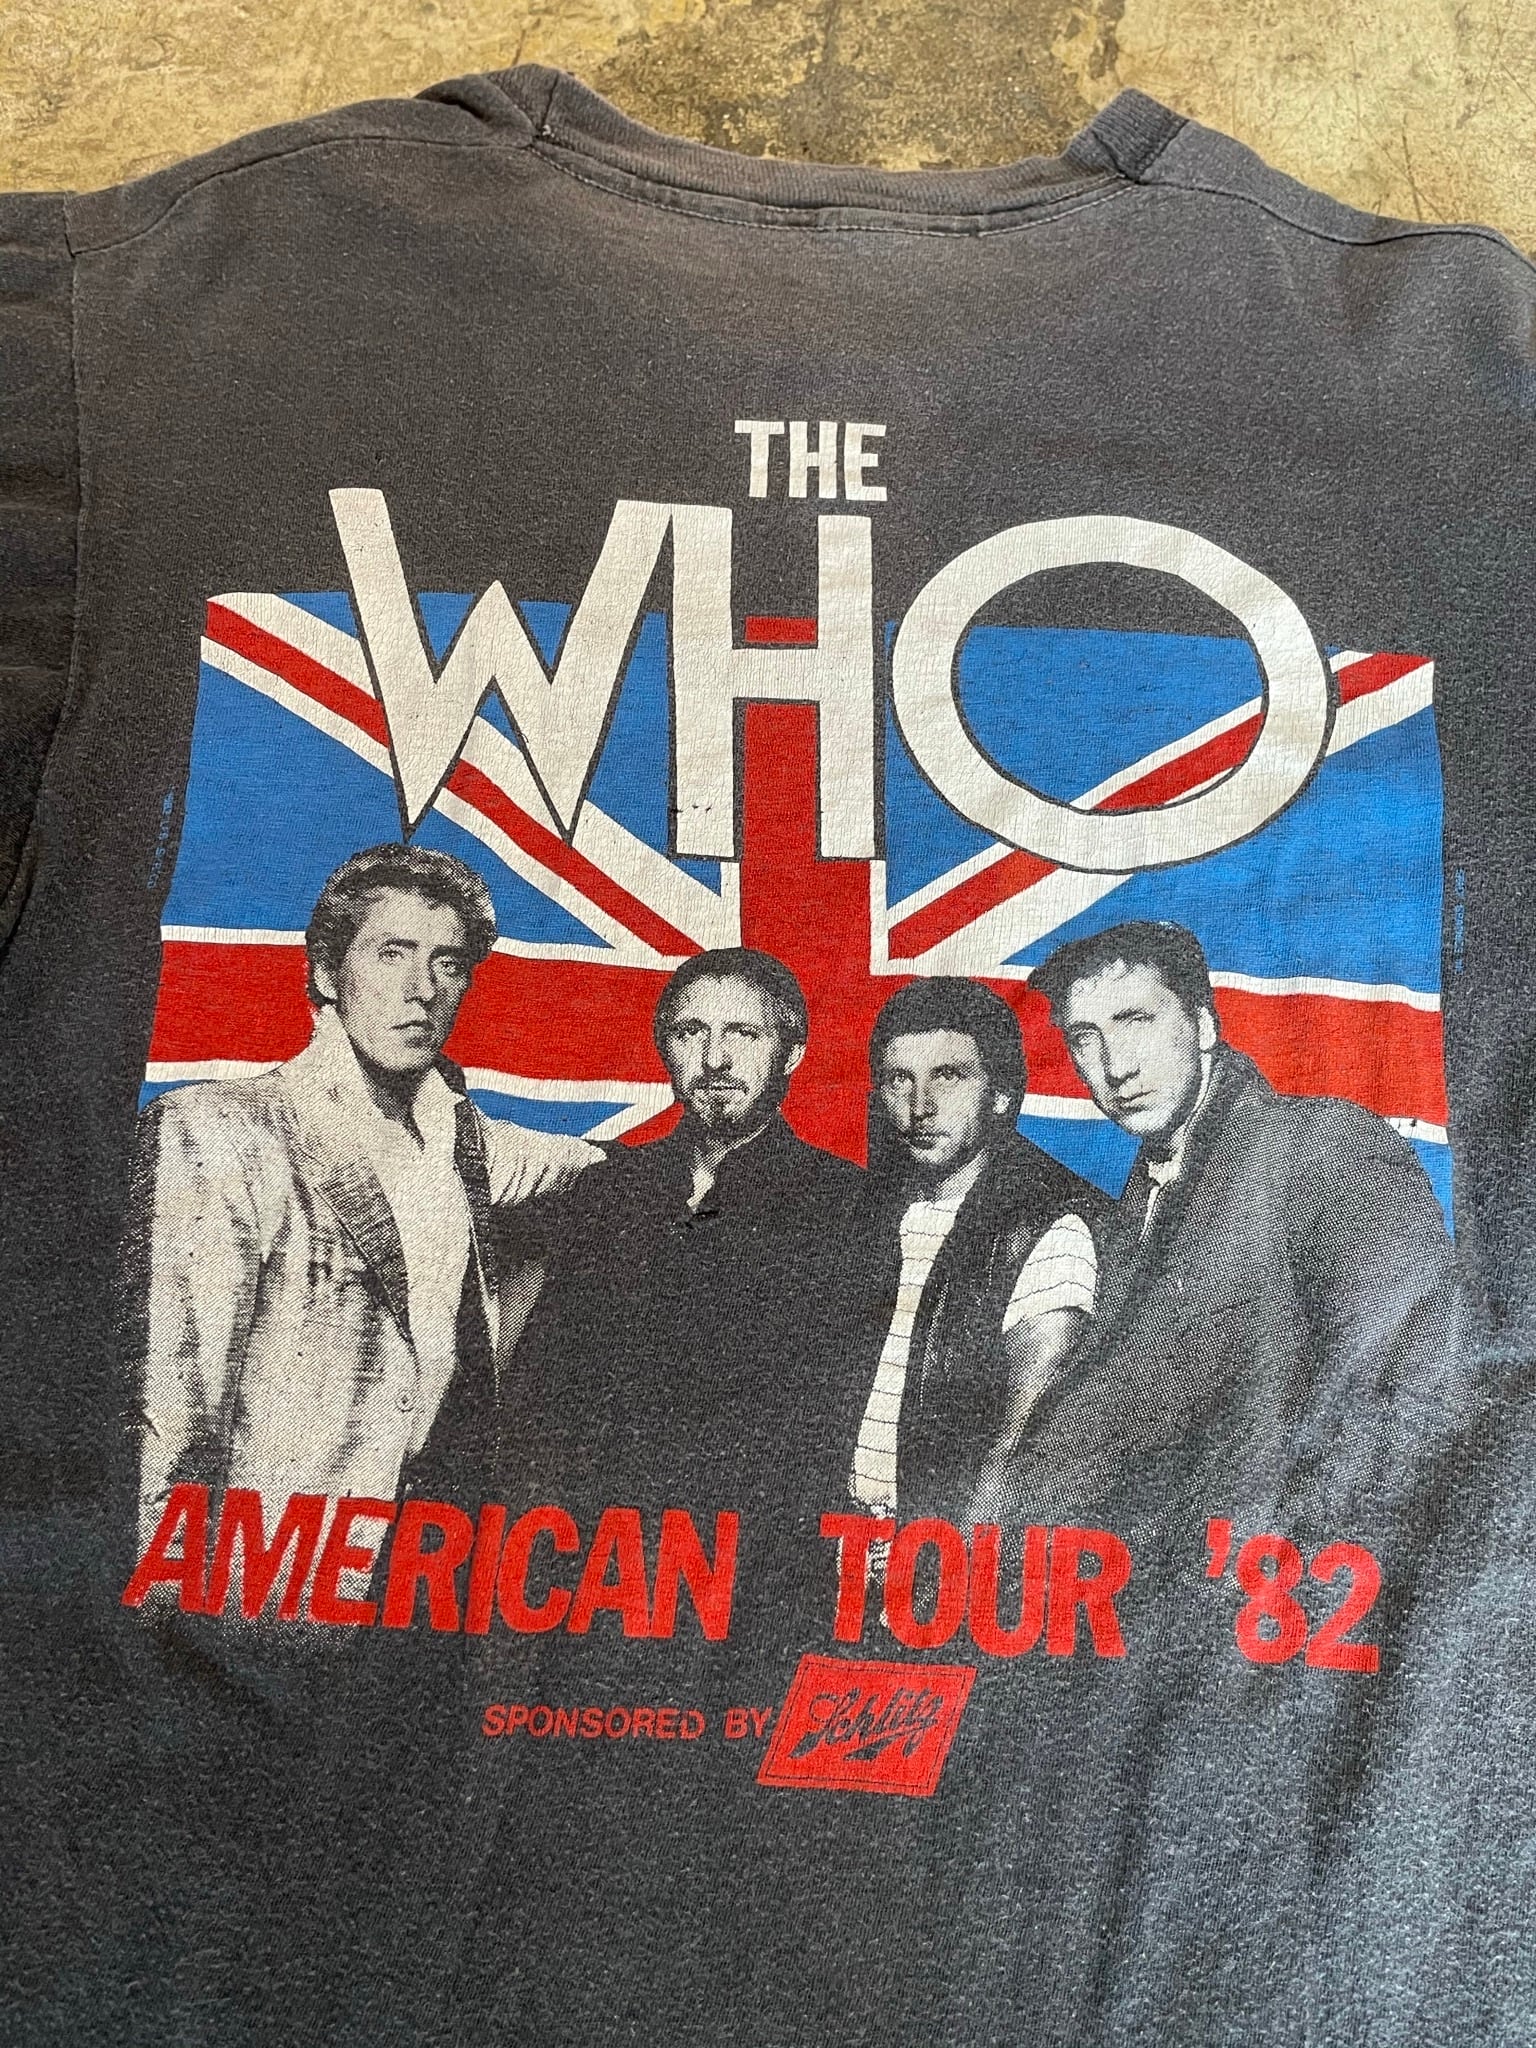 THE
WHO
AMERICAN TOUR '82
SPONSORED BY Schlitz